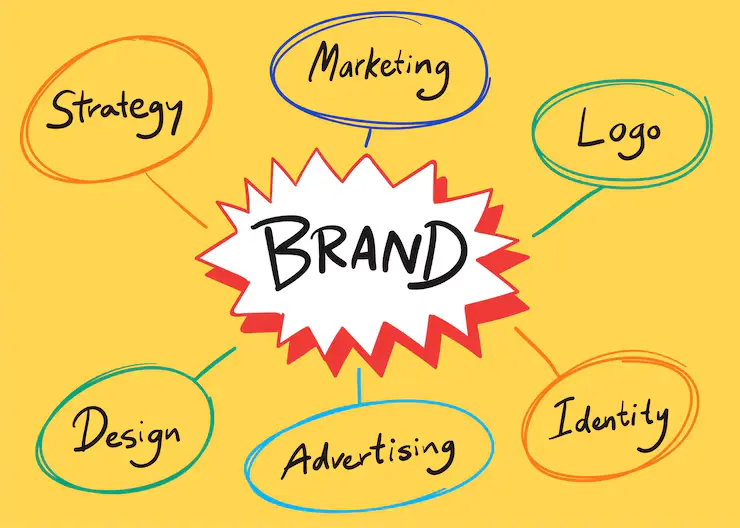 Marketing
Strategy
Logo
BRAND
Design
Advertising
Identity